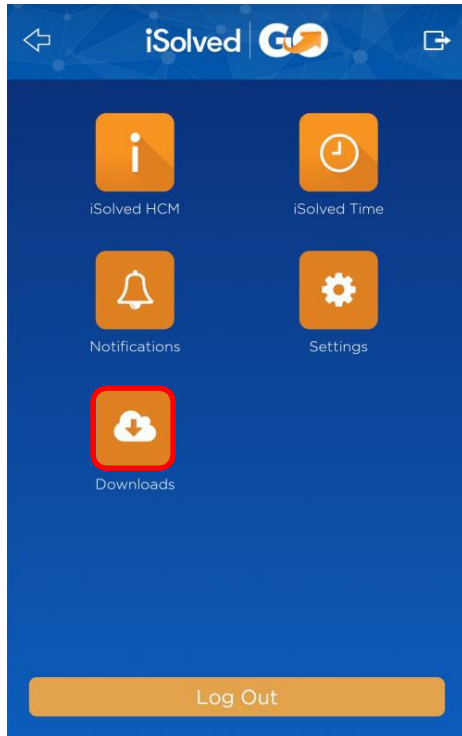 iSolved GO
i
iSolved HCM
iSolved Time
Notifications
Settings
Downloads
Log Out